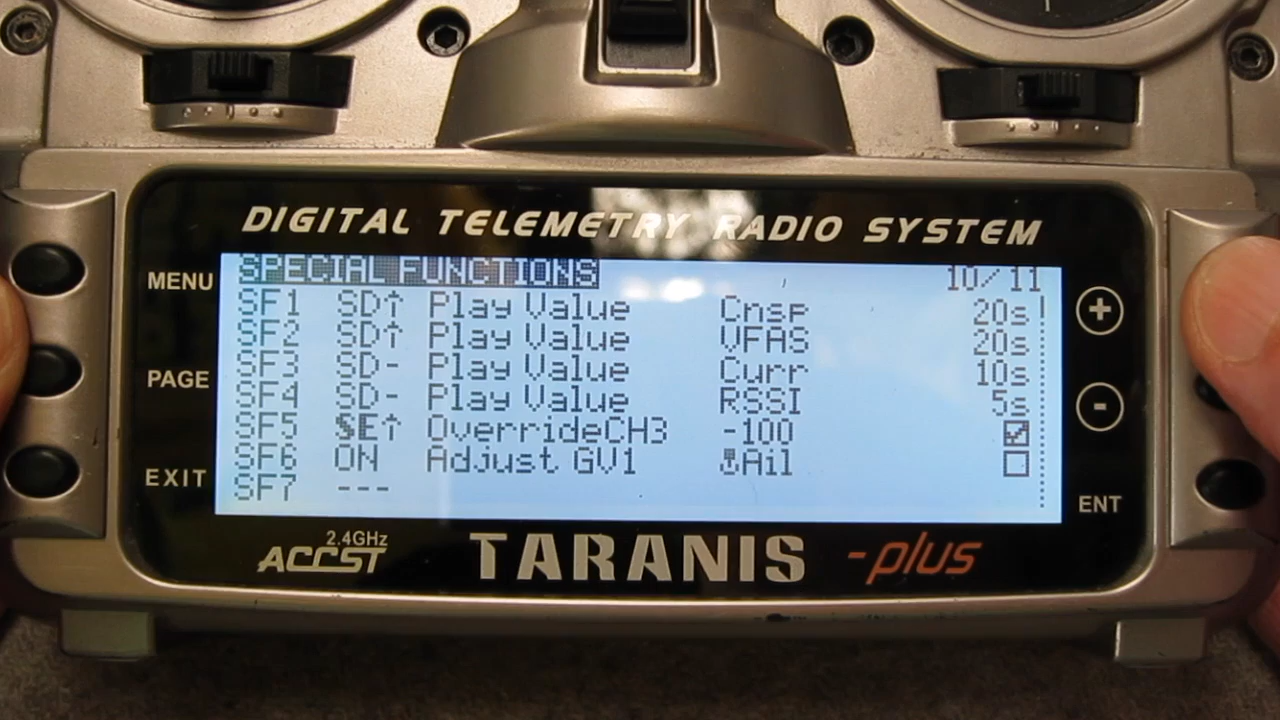 DIGITAL TELEMETRY RADIO SYSTEM
SPECIAL FUNCTIONS 10/11
SF1 SD↑ Play Value Cnsp 20s
SF2 SD↑ Play Value VFAS 20s
SF3 SD- Play Value Curr 10s
SF4 SD- Play Value RSSI 5s
SF5 SE↑ OverrideCH3 -100
SF6 ON Adjust GV1 Ail
SF7 ---
MENU
PAGE
EXIT
+
-
ENT
2.4GHz
ACCST
TARANIS -plus